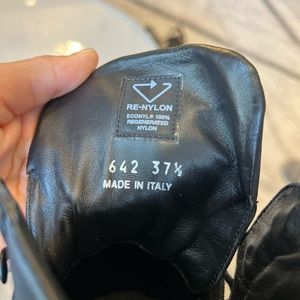 RE-NYLON
ECONYL® 100%
REGENERATED
NYLON
642 37½
MADE IN ITALY